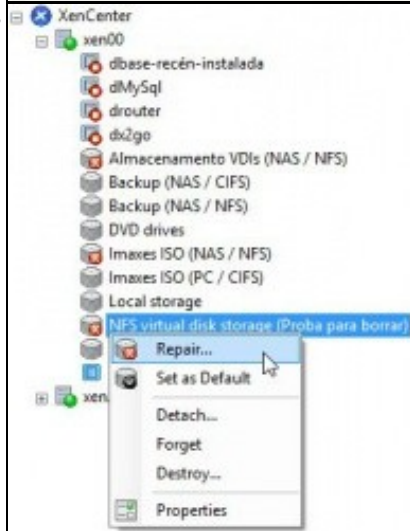 XenCenter
xen00
dbase-recén-instalada
dMySql
drouter
dx2go
Almacenamento VDIs (NAS / NFS)
Backup (NAS / CIFS)
Backup (NAS / NFS)
DVD drives
Imaxes ISO (NAS / NFS)
Imaxes ISO (PC / CIFS)
Local storage
NFS virtual disk storage (Proba para borrar)
Repair...
Set as Default
xen
Detach...
Forget
Destroy...
Properties